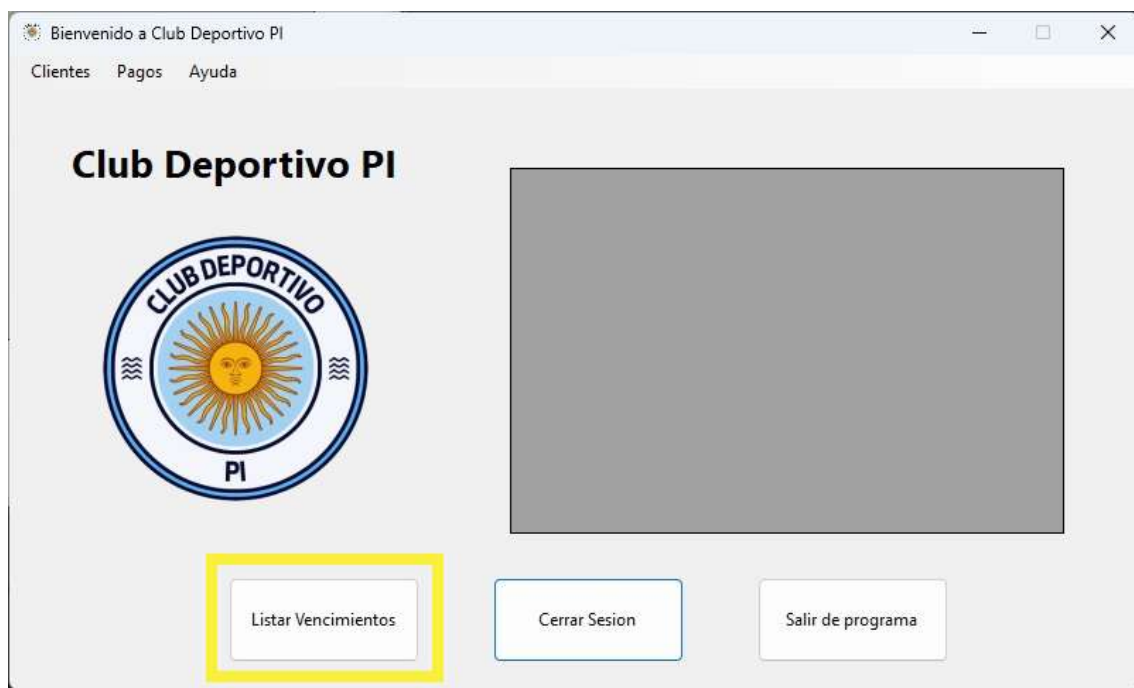 Bienvenido a Club Deportivo PI
Clientes Pagos Ayuda
Club Deportivo PI
CLUB DEPORTIVO
PI
Listar Vencimientos
Cerrar Sesion
Salir de programa